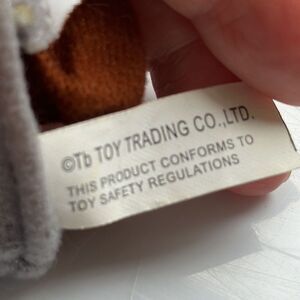 ©Tb TOY TRADING CO.,LTD.
THIS PRODUCT CONFORMS TO
TOY SAFETY REGULATIONS